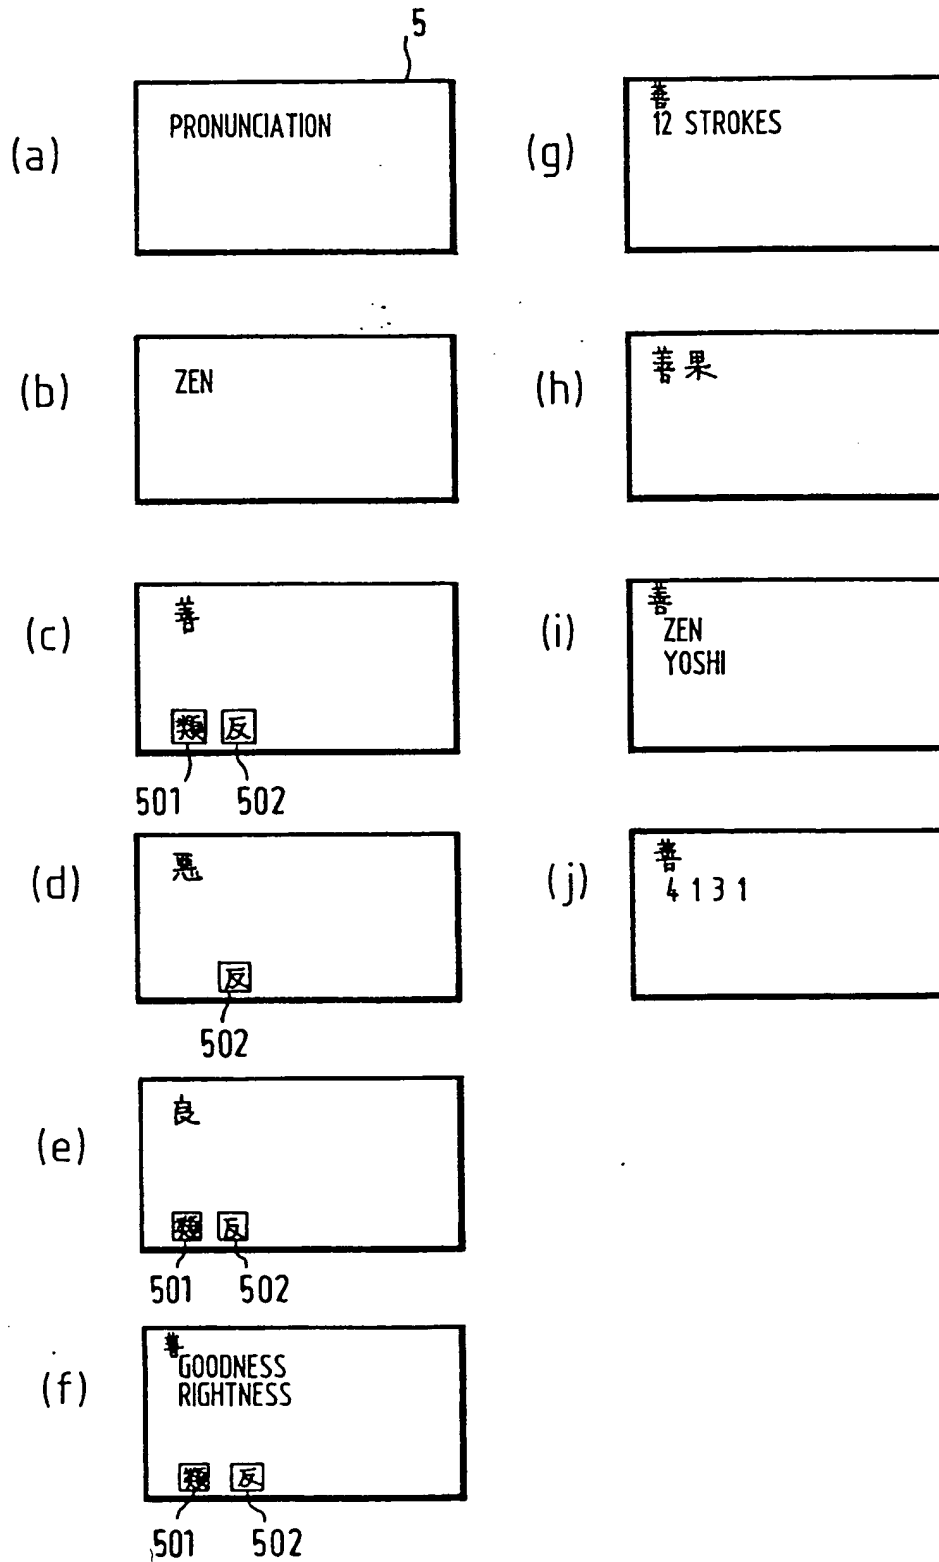 5
(a)
PRONUNCIATION
(b)
ZEN
(c)
善
類 反
501 502
(d)
悪
反
502
(e)
良
類 反
501 502
(f)
善
GOODNESS
RIGHTNESS
類 反
501 502
(g)
善
12 STROKES
(h)
善果
(i)
善
ZEN
YOSHI
(j)
善
4 1 3 1